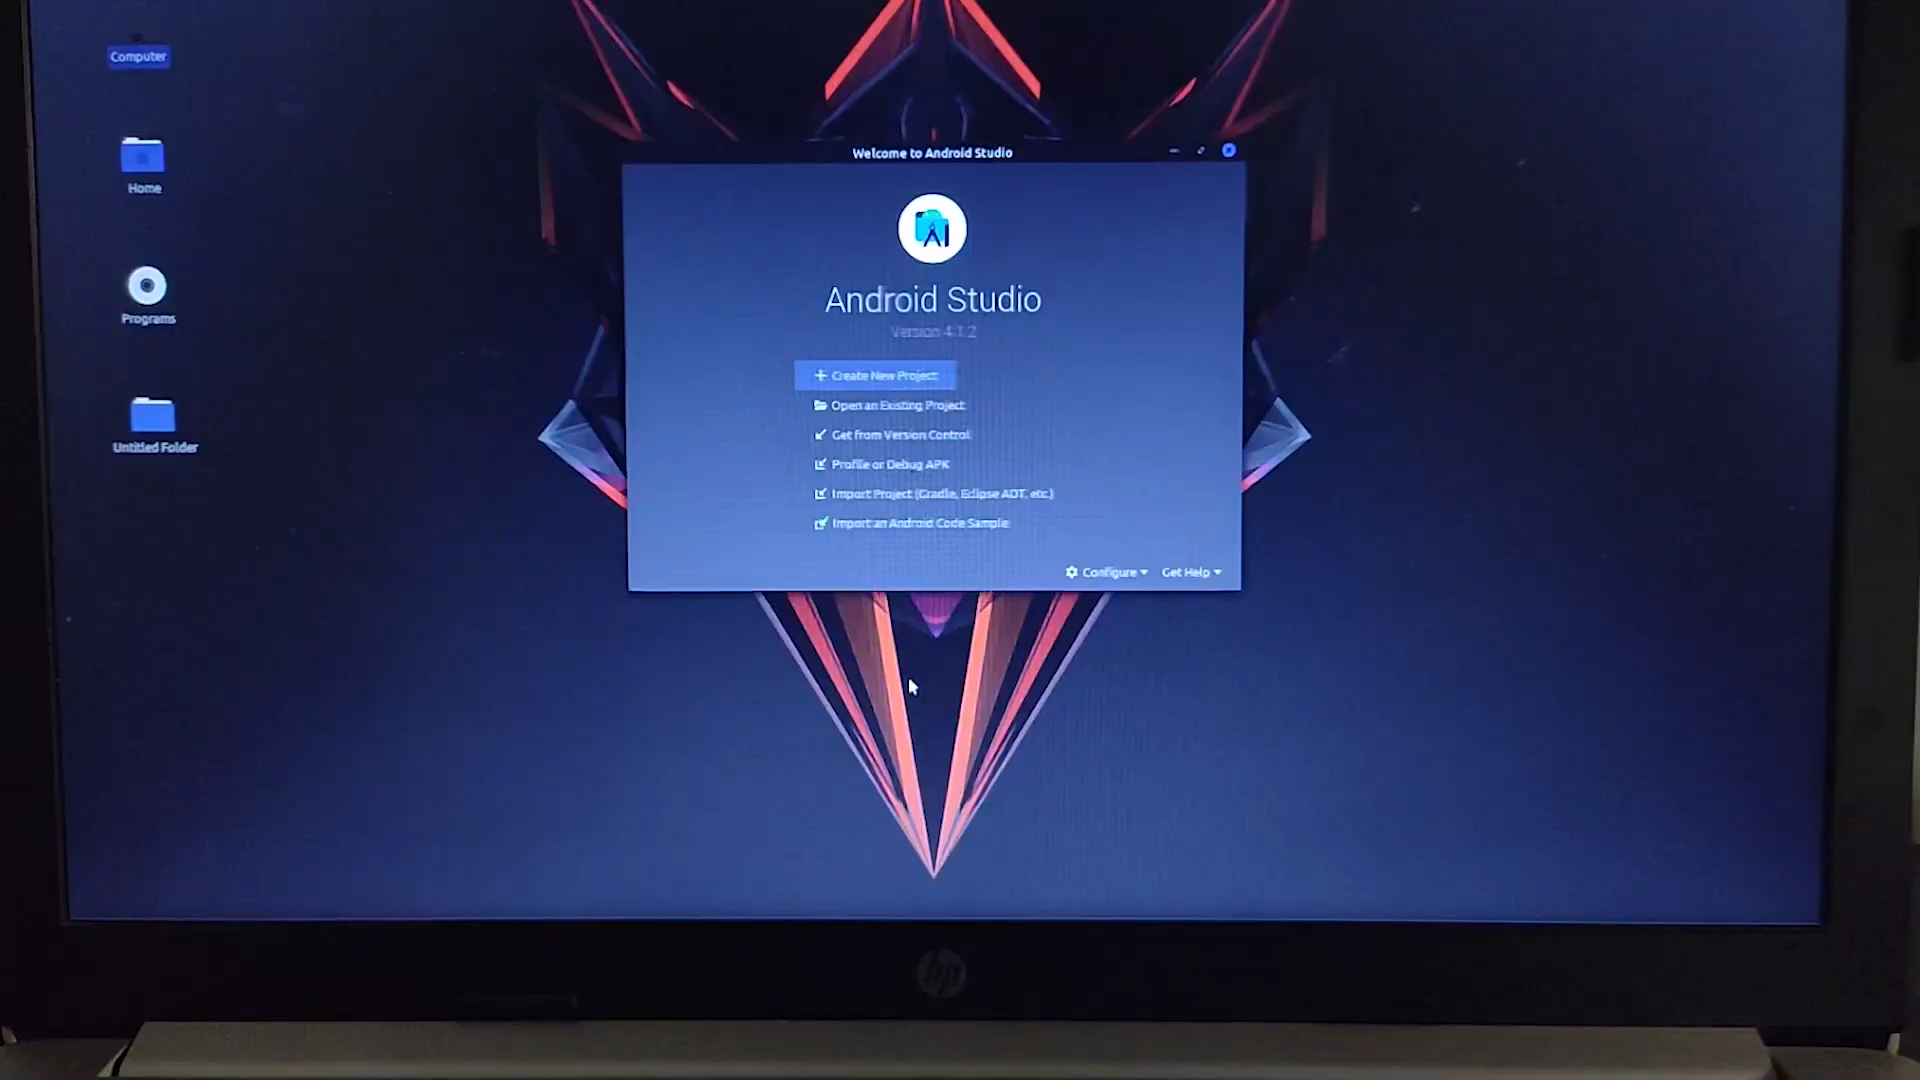 Computer
Home
Programs
Untitled Folder
Welcome to Android Studio
Android Studio
Version 4.1.2
Create New Project
Open an Existing Project
Get from Version Control
Profile or Debug APK
Import Project (Gradle, Eclipse ADT, etc.)
Import an Android Code Sample
Configure
Get Help
hp